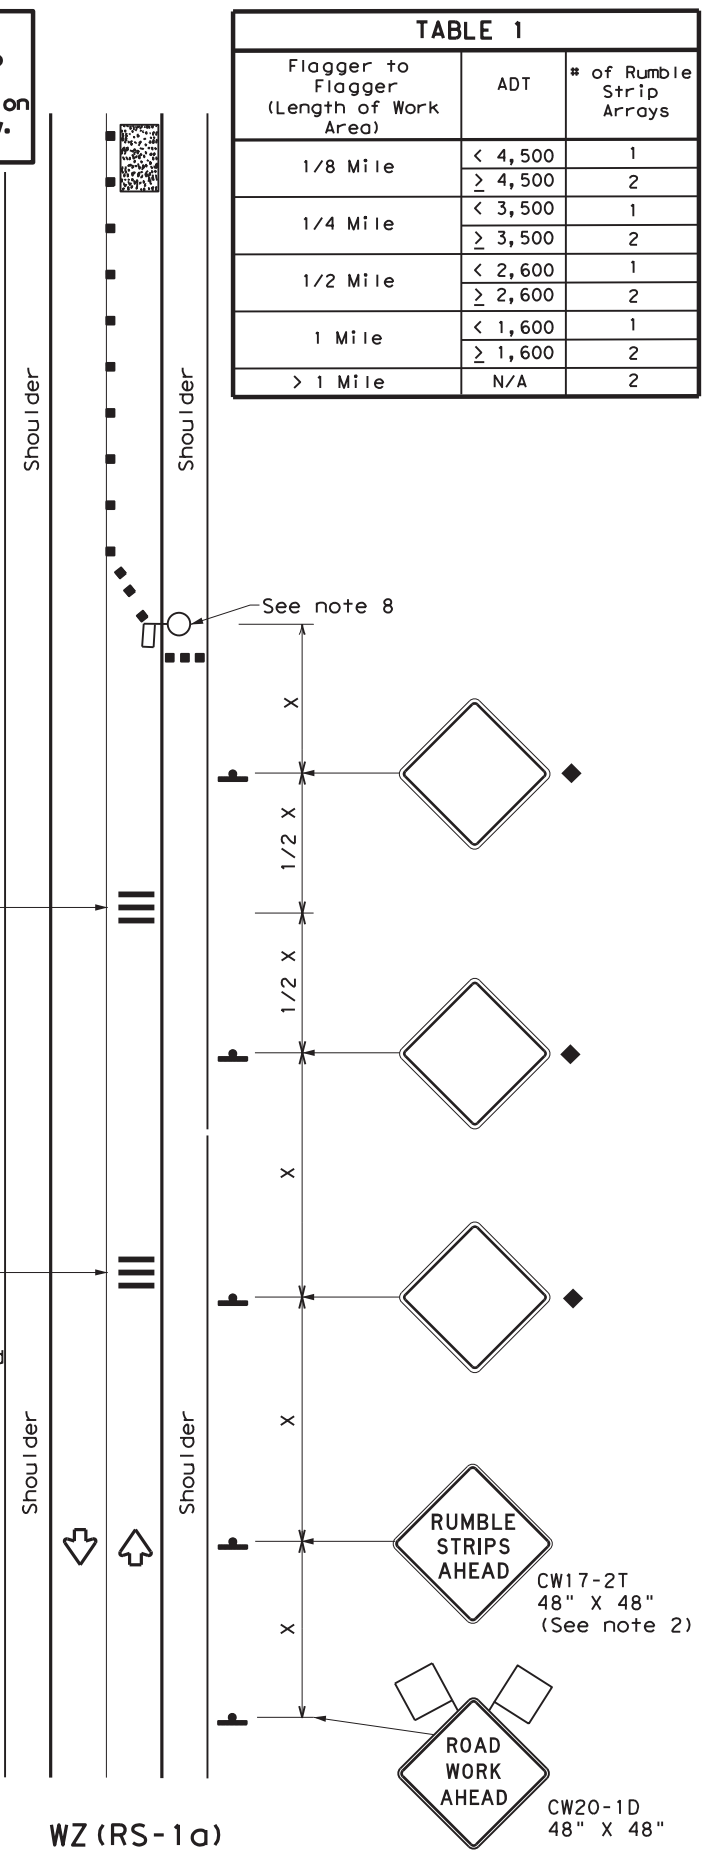 on
TABLE 1
Flagger to
Flagger
(Length of Work
Area)
ADT
# of Rumble
Strip
Arrays
1/8 Mile
< 4,500
1
≥ 4,500
2
1/4 Mile
< 3,500
1
≥ 3,500
2
1/2 Mile
< 2,600
1
≥ 2,600
2
1 Mile
< 1,600
1
≥ 1,600
2
> 1 Mile
N/A
2
Shoulder
Shoulder
See note 8
X
1/2 X
1/2 X
X
X
Shoulder
Shoulder
RUMBLE
STRIPS
AHEAD
CW17-2T
48" X 48"
(See note 2)
X
ROAD
WORK
AHEAD
CW20-1D
48" X 48"
WZ(RS-1a)